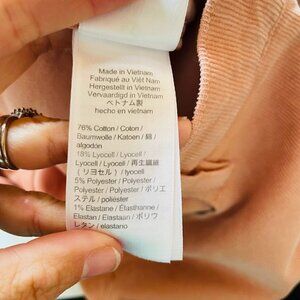 Made in Vietnam
Fabriqué au Việt Nam
Hergestellt in Vietnam
Vervaardigd in Vietnam
ベトナム製
hecho en vietnam
76% Cotton / Coton /
Baumwolle / Katoen / 綿 /
algodón
18% Lyocell / Lyocell /
Lyocell / Lyocell / 再生繊維
(リヨセル) / lyocell
5% Polyester / Polyester /
Polyester / Polyester / ポリエ
ステル / poliéster
1% Elastane / Élasthanne /
Elastan / Elastaan / ポリウ
レタン / elastano